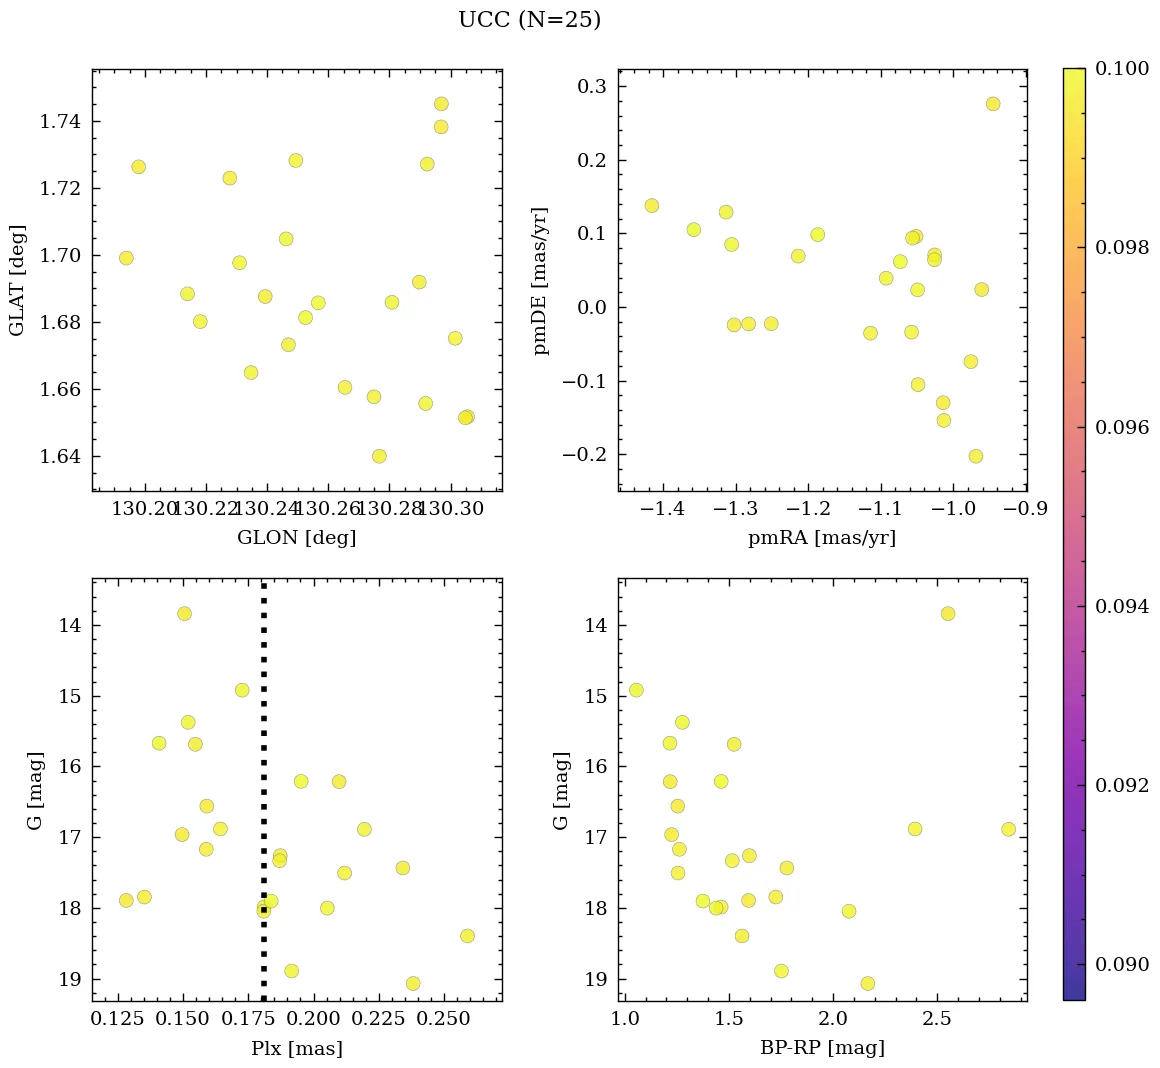 UCC (N=25)
1.74
1.72
1.70
1.68
1.66
1.64
GLAT [deg]
130.20 130.22 130.24 130.26 130.28 130.30
GLON [deg]
0.3
0.2
0.1
0.0
−0.1
−0.2
pmDE [mas/yr]
−1.4 −1.3 −1.2 −1.1 −1.0 −0.9
pmRA [mas/yr]
0.100
0.098
0.096
0.094
0.092
0.090
14
15
16
17
18
19
G [mag]
0.125 0.150 0.175 0.200 0.225 0.250
Plx [mas]
14
15
16
17
18
19
G [mag]
1.0 1.5 2.0 2.5
BP-RP [mag]